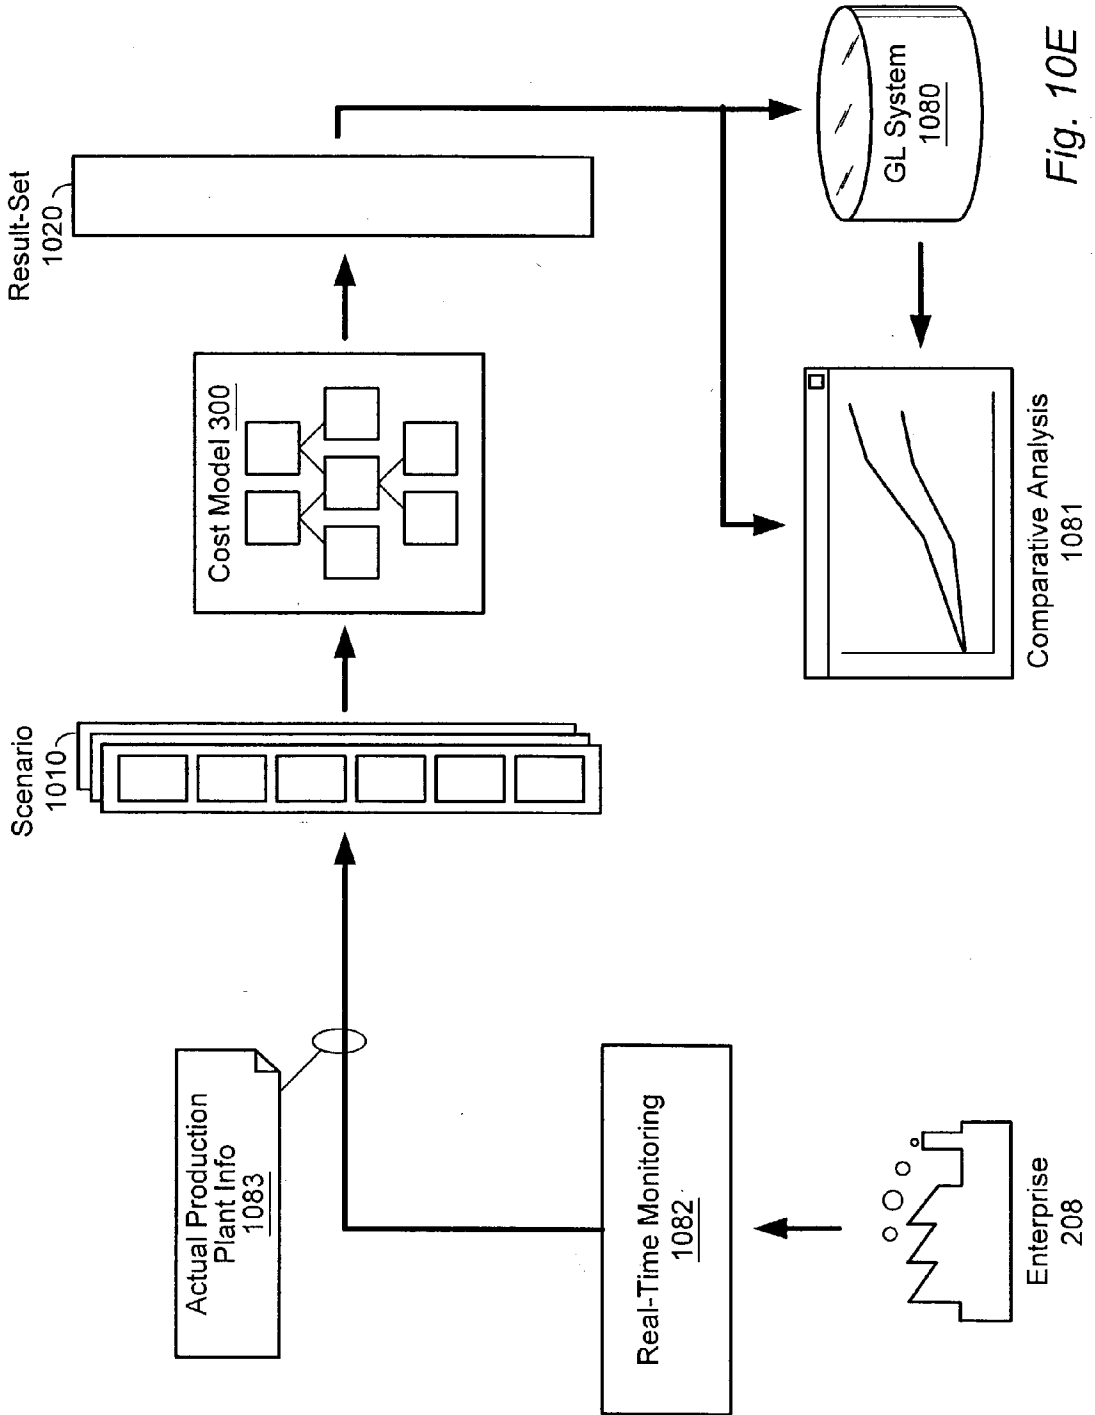 Actual Production
Plant Info
1083
Scenario
1010
Cost Model 300
Result-Set
1020
Real-Time Monitoring
1082
Enterprise
208
Comparative Analysis
1081
GL System
1080
Fig. 10E